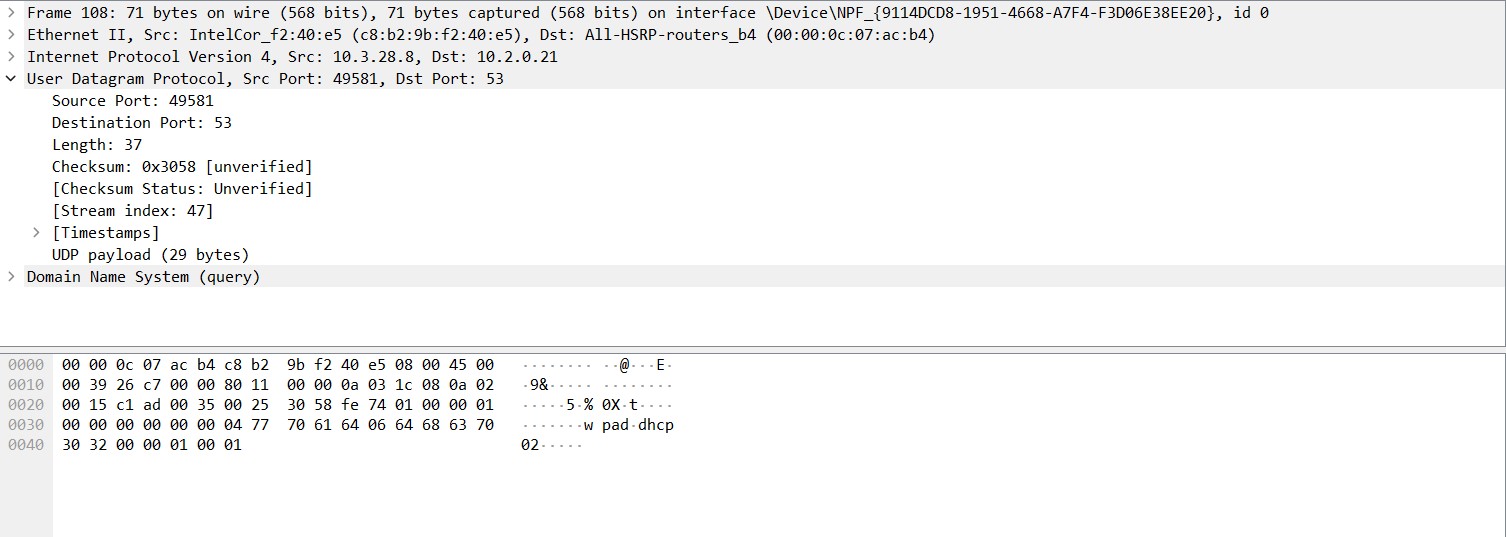 Frame 108: 71 bytes on wire (568 bits), 71 bytes captured (568 bits) on interface \Device\NPF_{9114DCD8-1951-4668-A7F4-F3D06E38EE20}, id 0
Ethernet II, Src: IntelCor_f2:40:e5 (c8:b2:9b:f2:40:e5), Dst: All-HSRP-routers_b4 (00:00:0c:07:ac:b4)
Internet Protocol Version 4, Src: 10.3.28.8, Dst: 10.2.0.21
User Datagram Protocol, Src Port: 49581, Dst Port: 53
Source Port: 49581
Destination Port: 53
Length: 37
Checksum: 0x3058 [unverified]
[Checksum Status: Unverified]
[Stream index: 47]
[Timestamps]
UDP payload (29 bytes)
Domain Name System (query)
0000 00 00 0c 07 ac b4 c8 b2 9b f2 40 e5 08 00 45 00 ········ ··@···E·
0010 00 39 26 c7 00 00 80 11 00 00 0a 03 1c 08 0a 02 ·9&····· ········
0020 00 15 c1 ad 00 35 00 25 30 58 fe 74 01 00 00 01 ·····5·% 0X·t····
0030 00 00 00 00 00 00 04 77 70 61 64 06 64 68 63 70 ·······w pad·dhcp
0040 30 32 00 00 01 00 01 02·····